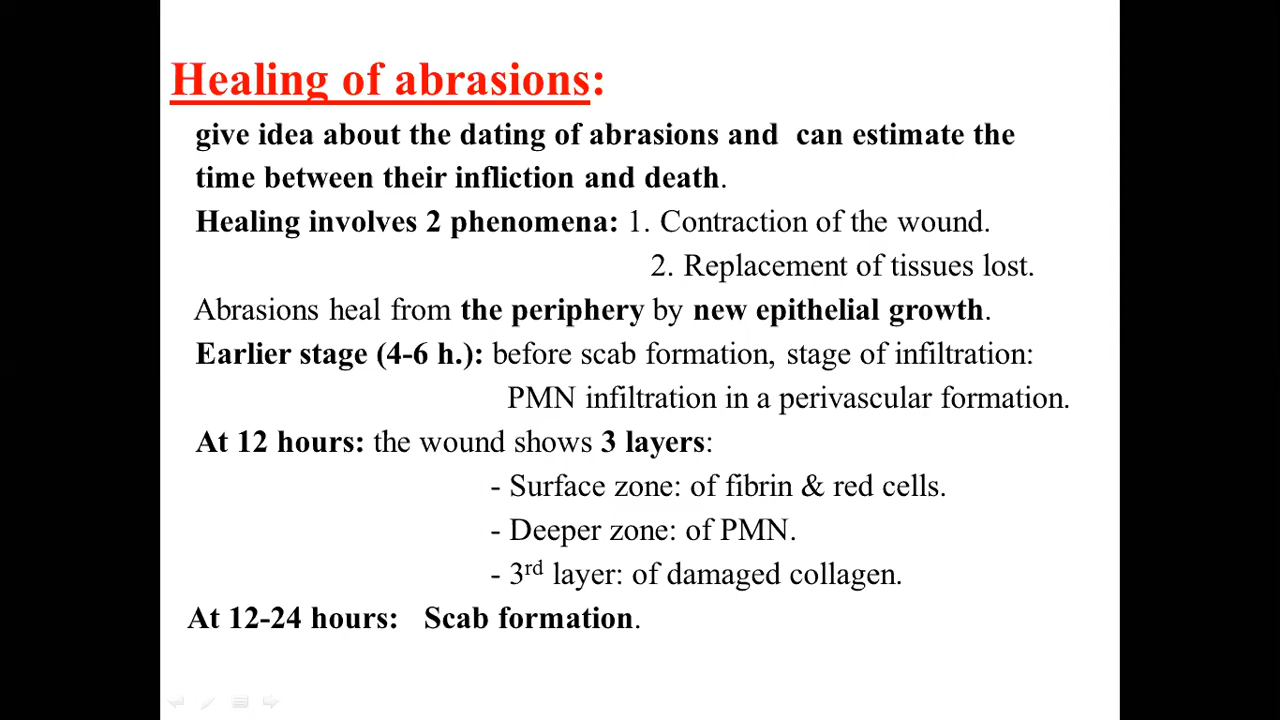 Healing of abrasions:
give idea about the dating of abrasions and can estimate the
time between their infliction and death.
Healing involves 2 phenomena: 1. Contraction of the wound.
2. Replacement of tissues lost.
Abrasions heal from the periphery by new epithelial growth.
Earlier stage (4-6 h.): before scab formation, stage of infiltration:
PMN infiltration in a perivascular formation.
At 12 hours: the wound shows 3 layers:
- Surface zone: of fibrin & red cells.
- Deeper zone: of PMN.
- 3rd layer: of damaged collagen.
At 12-24 hours: Scab formation.